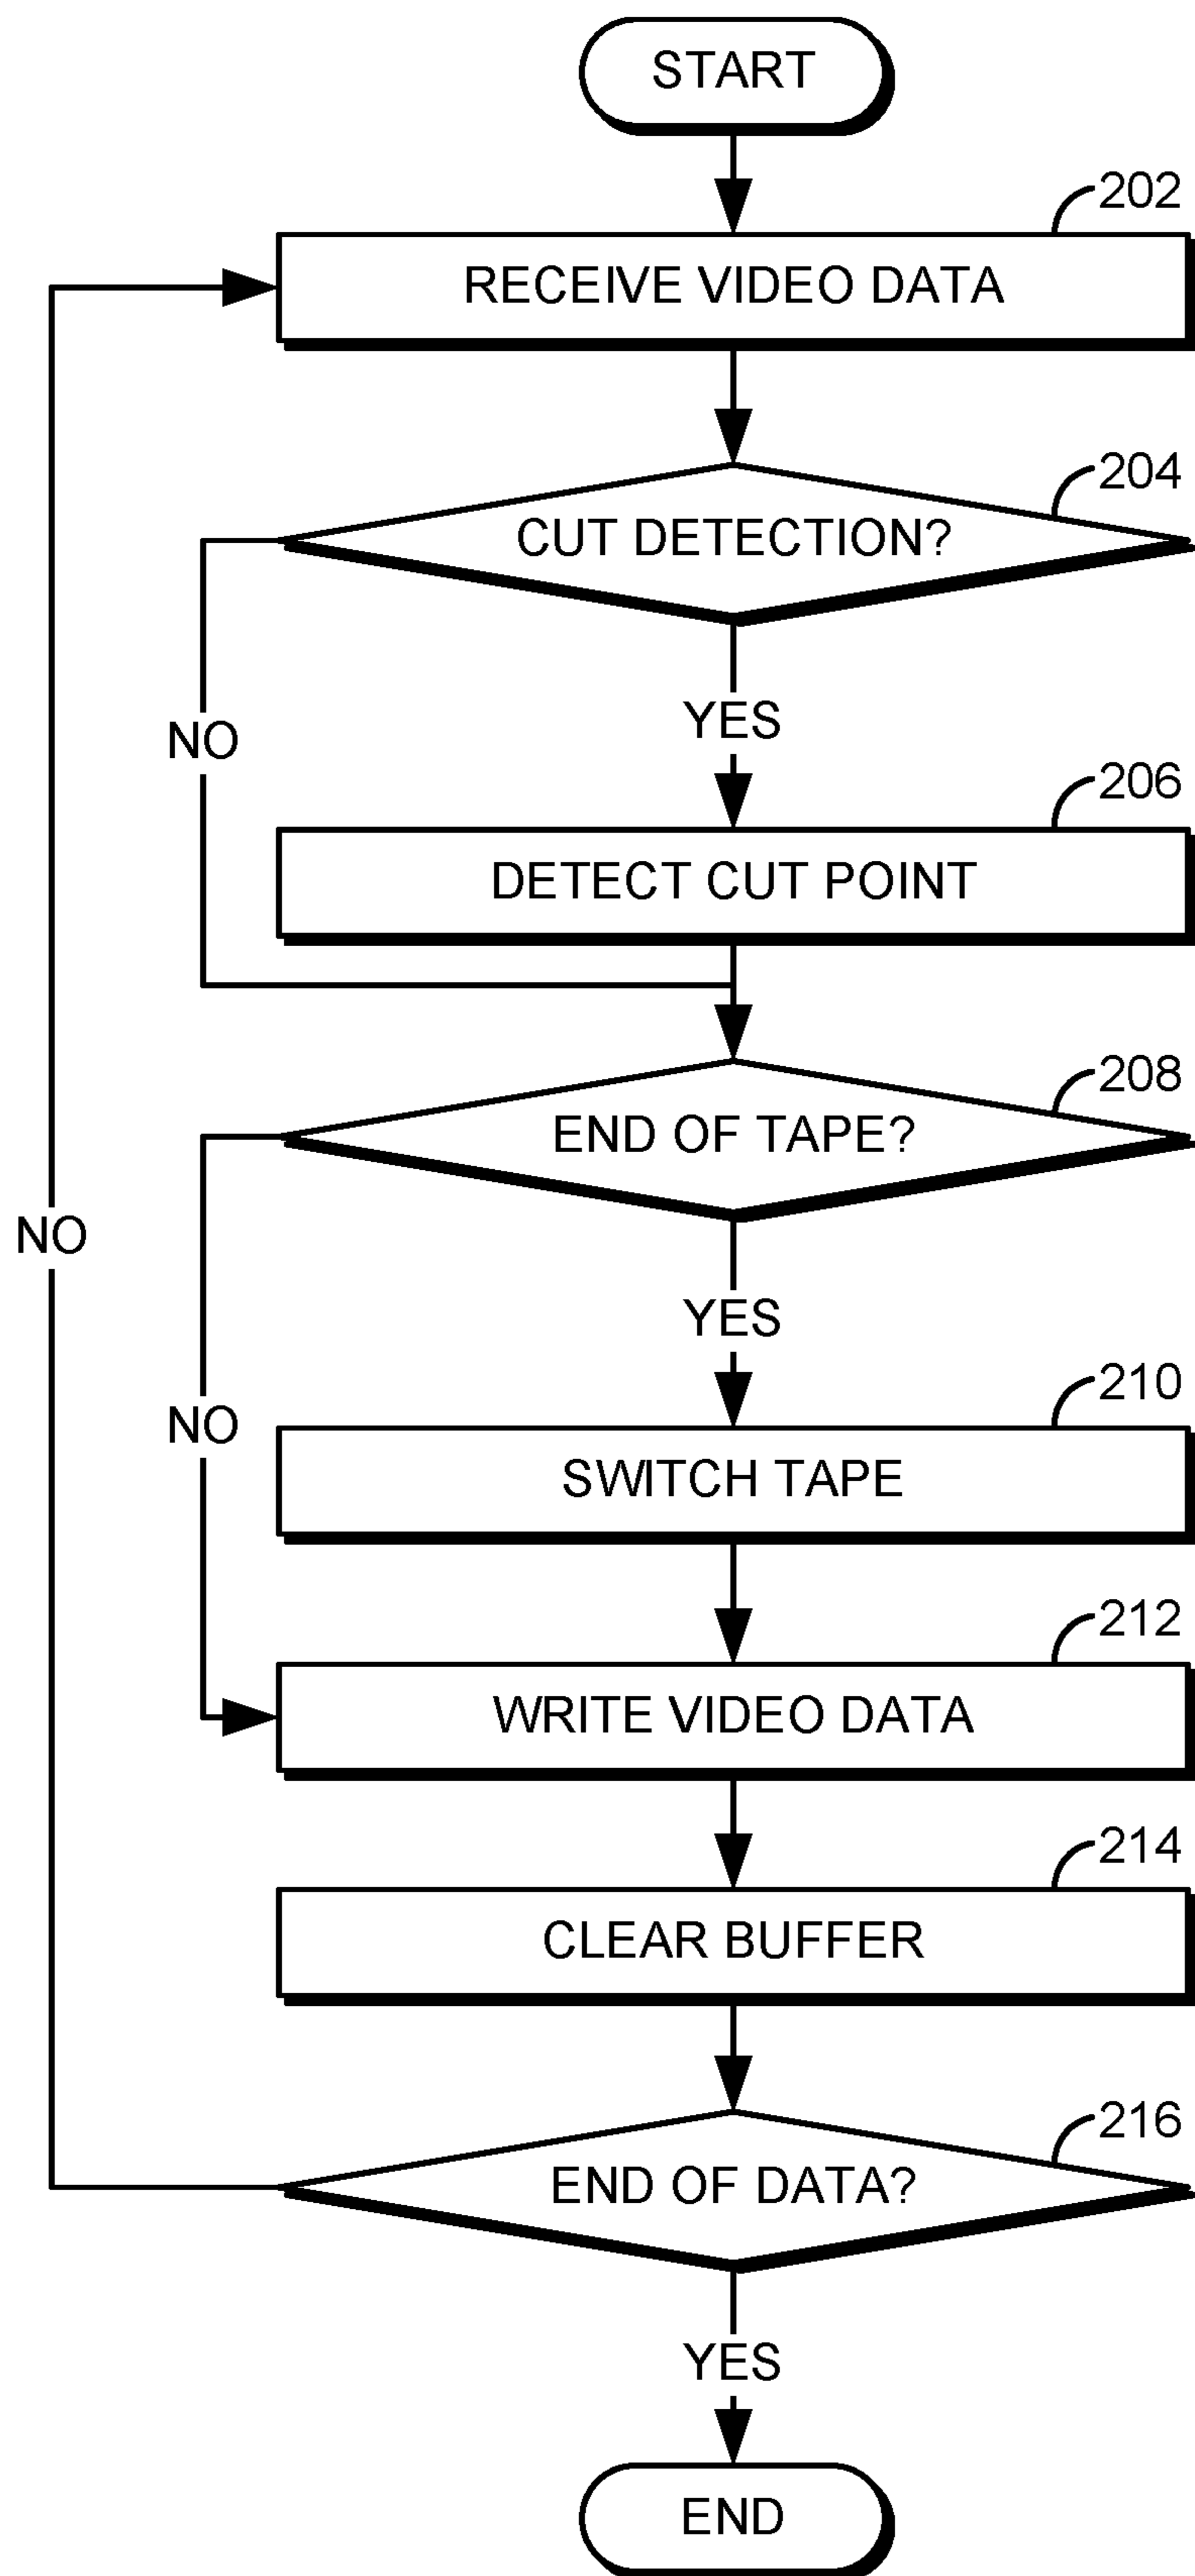 START
202
RECEIVE VIDEO DATA
204
CUT DETECTION?
YES
NO
206
DETECT CUT POINT
208
END OF TAPE?
NO
YES
210
NO
SWITCH TAPE
212
WRITE VIDEO DATA
214
CLEAR BUFFER
216
END OF DATA?
YES
END